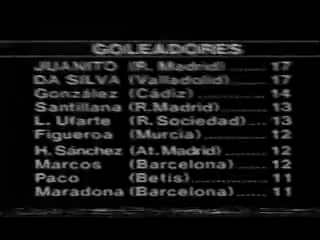 GOLEADORES
JUANITO (R. Madrid) ...... 17
DA SILVA (Valladolid) ...... 17
González (Cádiz) ...... 14
Santillana (R. Madrid) ...... 13
L. Ufarte (R. Sociedad) ... 13
Figueroa (Murcia) ...... 12
H. Sánchez (At. Madrid) ...... 12
Marcos (Barcelona) ...... 12
Paco (Betis) ...... 11
Maradona (Barcelona) ...... 11